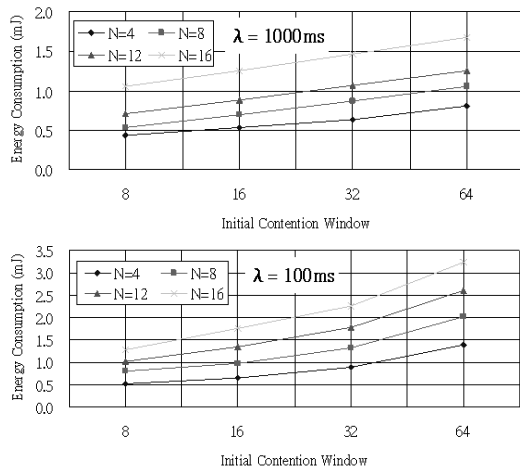 2.0
N=4 N=8
N=12 N=16
λ = 1000ms
1.5
1.0
0.5
0.0
Energy Consumption (mJ)
8 16 32 64
Initial Contention Window
3.5
N=4 N=8
N=12 N=16
λ = 100ms
3.0
2.5
2.0
1.5
1.0
0.5
0.0
Energy Consumption (mJ)
8 16 32 64
Initial Contention Window